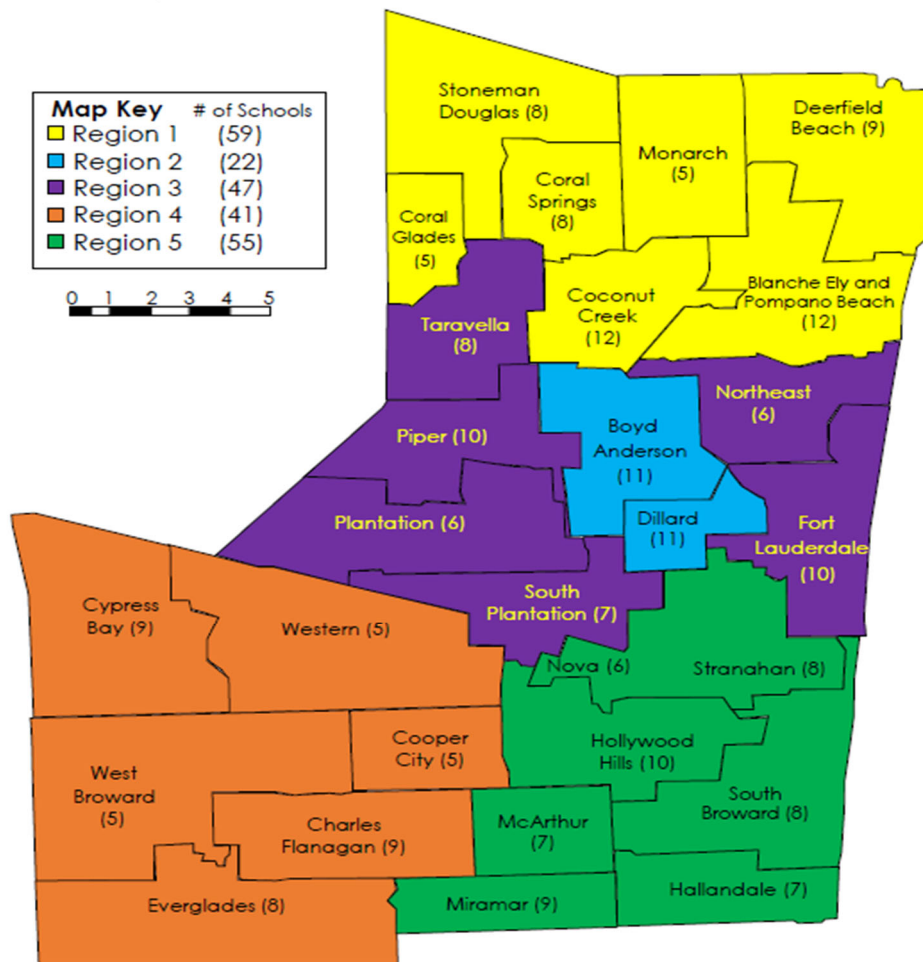 Map Key # of Schools
Region 1 (59)
Region 2 (22)
Region 3 (47)
Region 4 (41)
Region 5 (55)
0 1 2 3 4 5
Stoneman
Douglas (8)
Deerfield
Beach (9)
Monarch
(5)
Coral
Springs
(8)
Coral
Glades
(5)
Blanche Ely and
Pompano Beach
(12)
Coconut
Creek
(12)
Taravella
(8)
Northeast
(6)
Piper (10)
Boyd
Anderson
(11)
Plantation (6)
Dillard
(11)
Fort
Lauderdale
(10)
South
Plantation (7)
Cypress
Bay (9)
Western (5)
Nova (6)
Stranahan (8)
Cooper
City (5)
Hollywood
Hills (10)
West
Broward
(5)
South
Broward (8)
Charles
Flanagan (9)
McArthur
(7)
Everglades (8)
Miramar (9)
Hallandale (7)